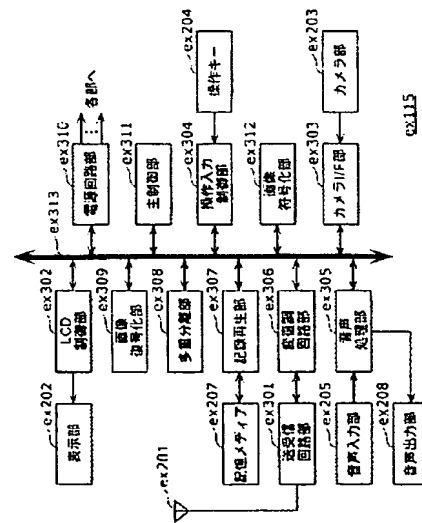 ex313
ex302
ex202
表示部
LCD
制御部
ex309
画像
復号化部
ex308
多重分離部
ex207
ex307
記憶メディア
記録再生部
ex201
ex301
ex306
送受信
回路部
変復調
回路部
ex205
ex305
音声入力部
音声
処理部
ex208
音声出力部
ex310
電源回路部
各部へ
ex311
主制御部
ex304
ex204
操作入力
制御部
操作キー
ex312
画像
符号化部
ex303
ex203
カメラI/F部
カメラ部
ex115